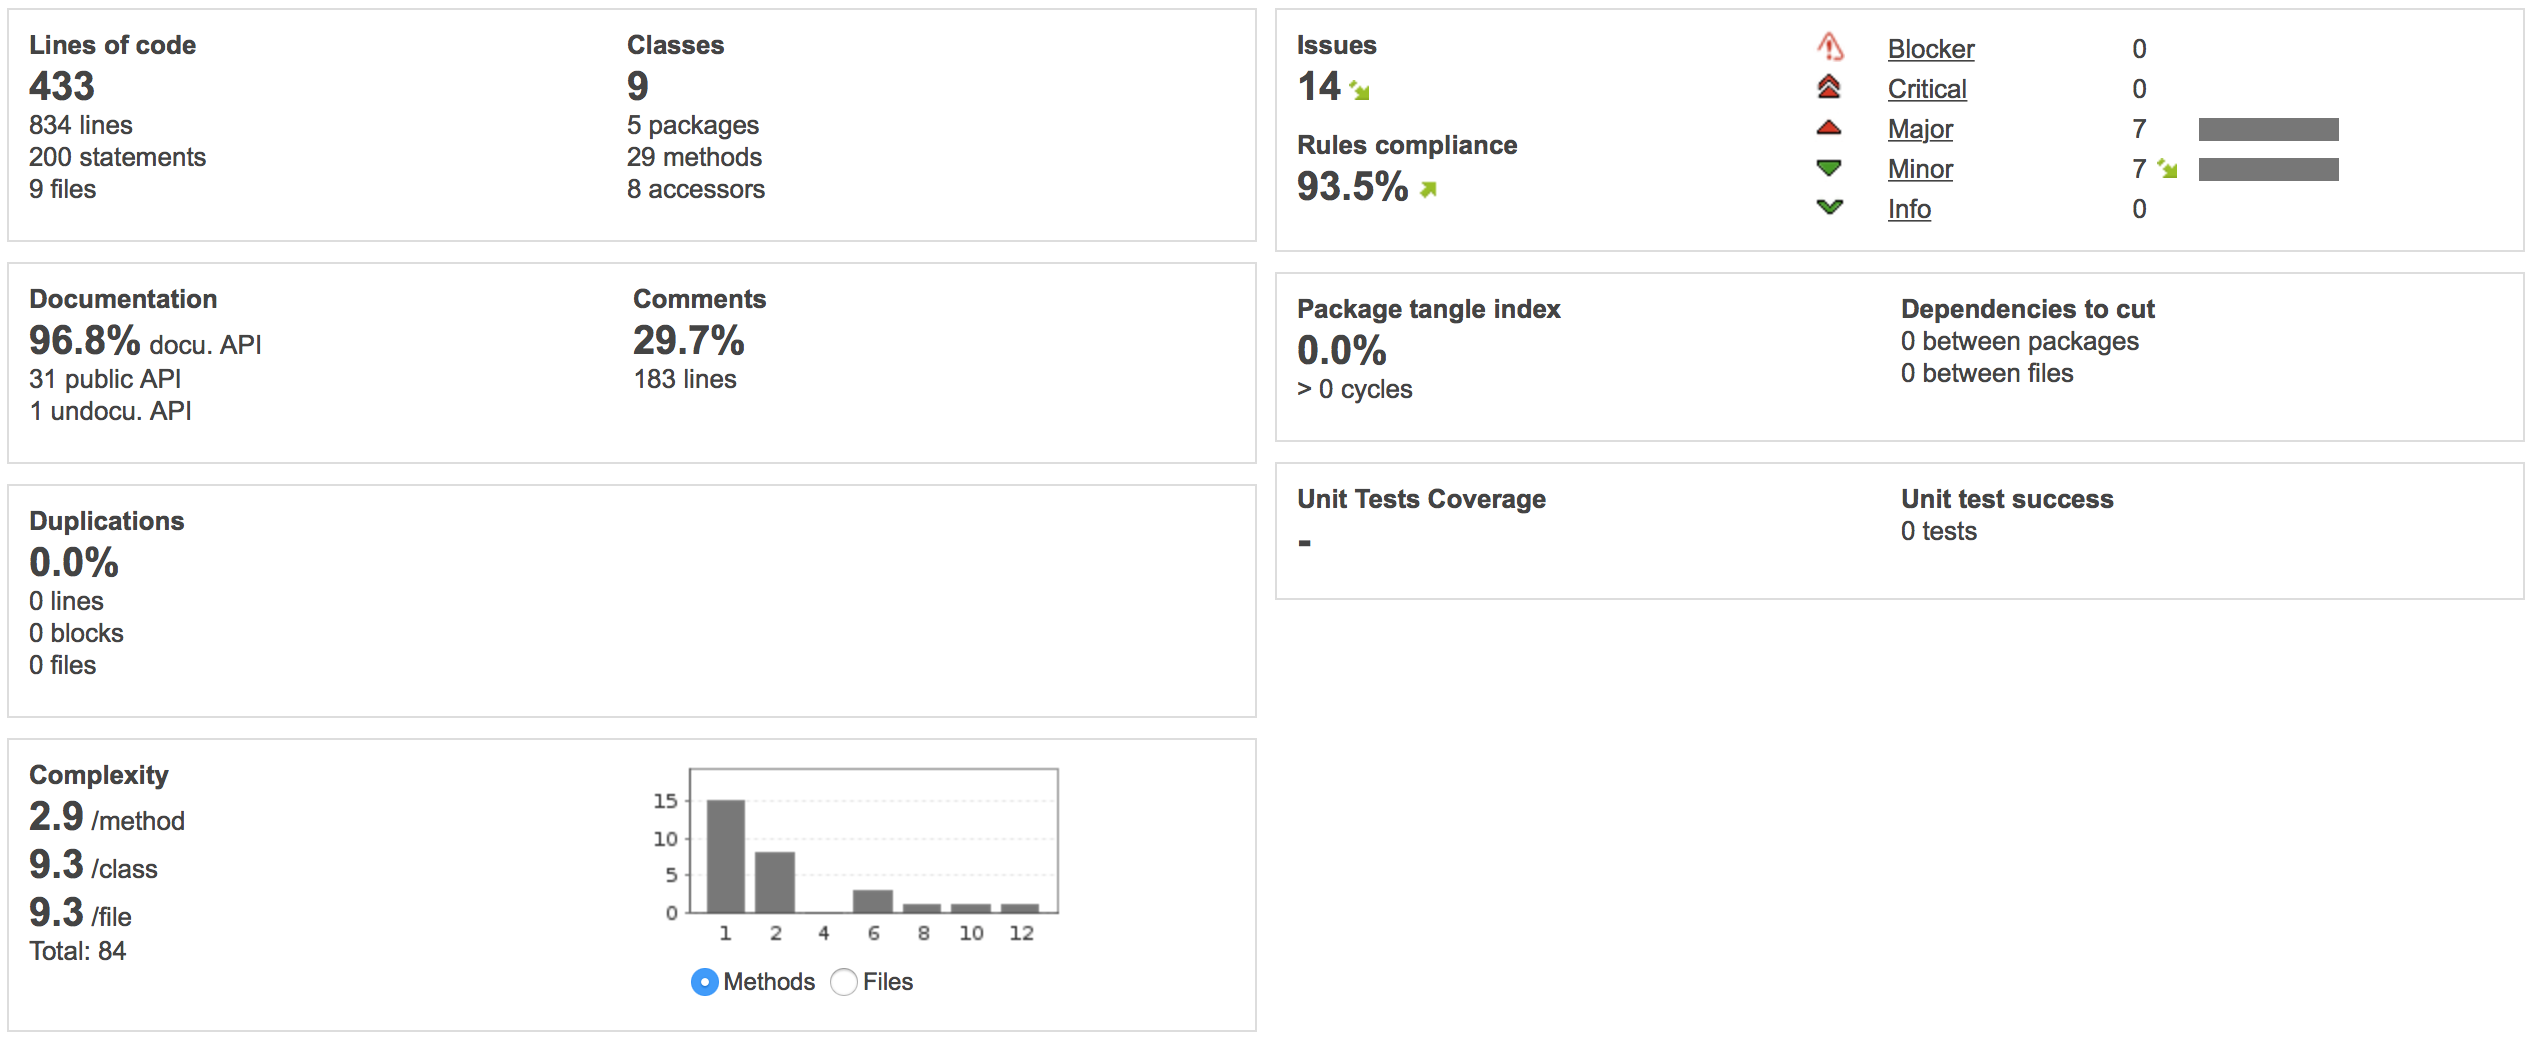 Lines of code
433
834 lines
200 statements
9 files
Classes
9
5 packages
29 methods
8 accessors
Documentation
96.8% docu. API
31 public API
1 undocu. API
Comments
29.7%
183 lines
Duplications
0.0%
0 lines
0 blocks
0 files
Complexity
2.9 /method
9.3 /class
9.3 /file
Total: 84
15
10
5
0
1 2 4 6 8 10 12
Methods Files
Issues
14
Rules compliance
93.5%
Blocker 0
Critical 0
Major 7
Minor 7
Info 0
Package tangle index
0.0%
> 0 cycles
Dependencies to cut
0 between packages
0 between files
Unit Tests Coverage
-
Unit test success
0 tests